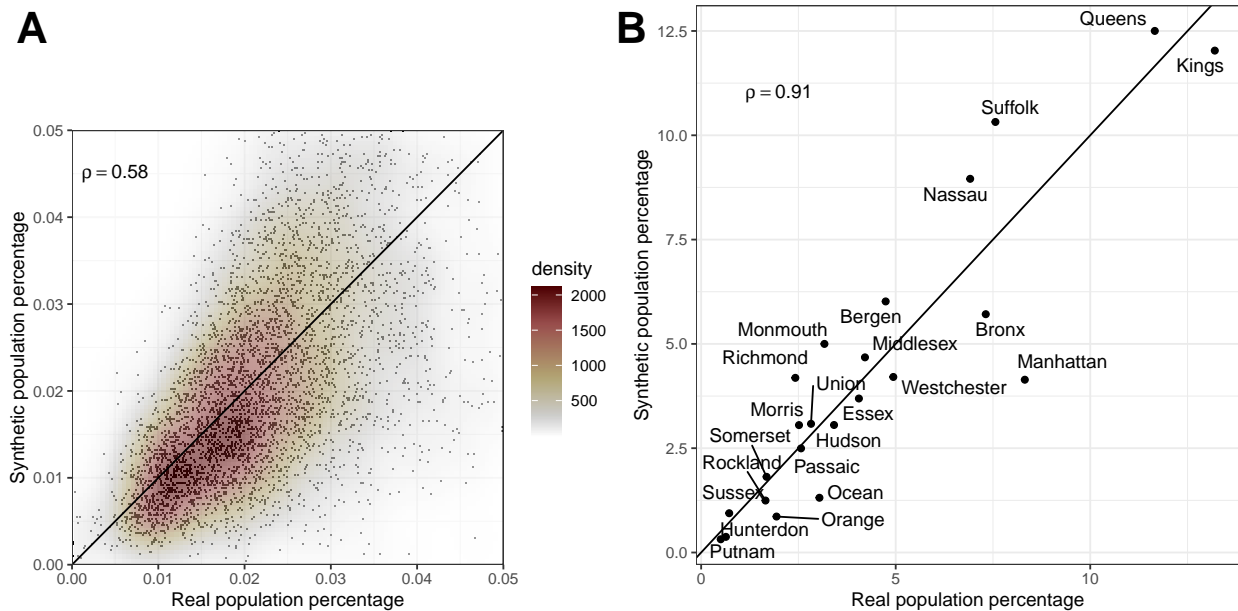 A
ρ = 0.58
0.05
0.04
0.03
0.02
0.01
0.00
Synthetic population percentage
0.00
0.01
0.02
0.03
0.04
0.05
Real population percentage
density
2000
1500
1000
500
B
ρ = 0.91
12.5
10.0
7.5
5.0
2.5
0.0
Synthetic population percentage
Queens
Kings
Suffolk
Nassau
Bergen
Bronx
Monmouth
Middlesex
Richmond
Manhattan
Union
Westchester
Morris
Essex
Somerset
Hudson
Rockland
Passaic
Sussex
Ocean
Hunterdon
Orange
Putnam
0
5
10
Real population percentage